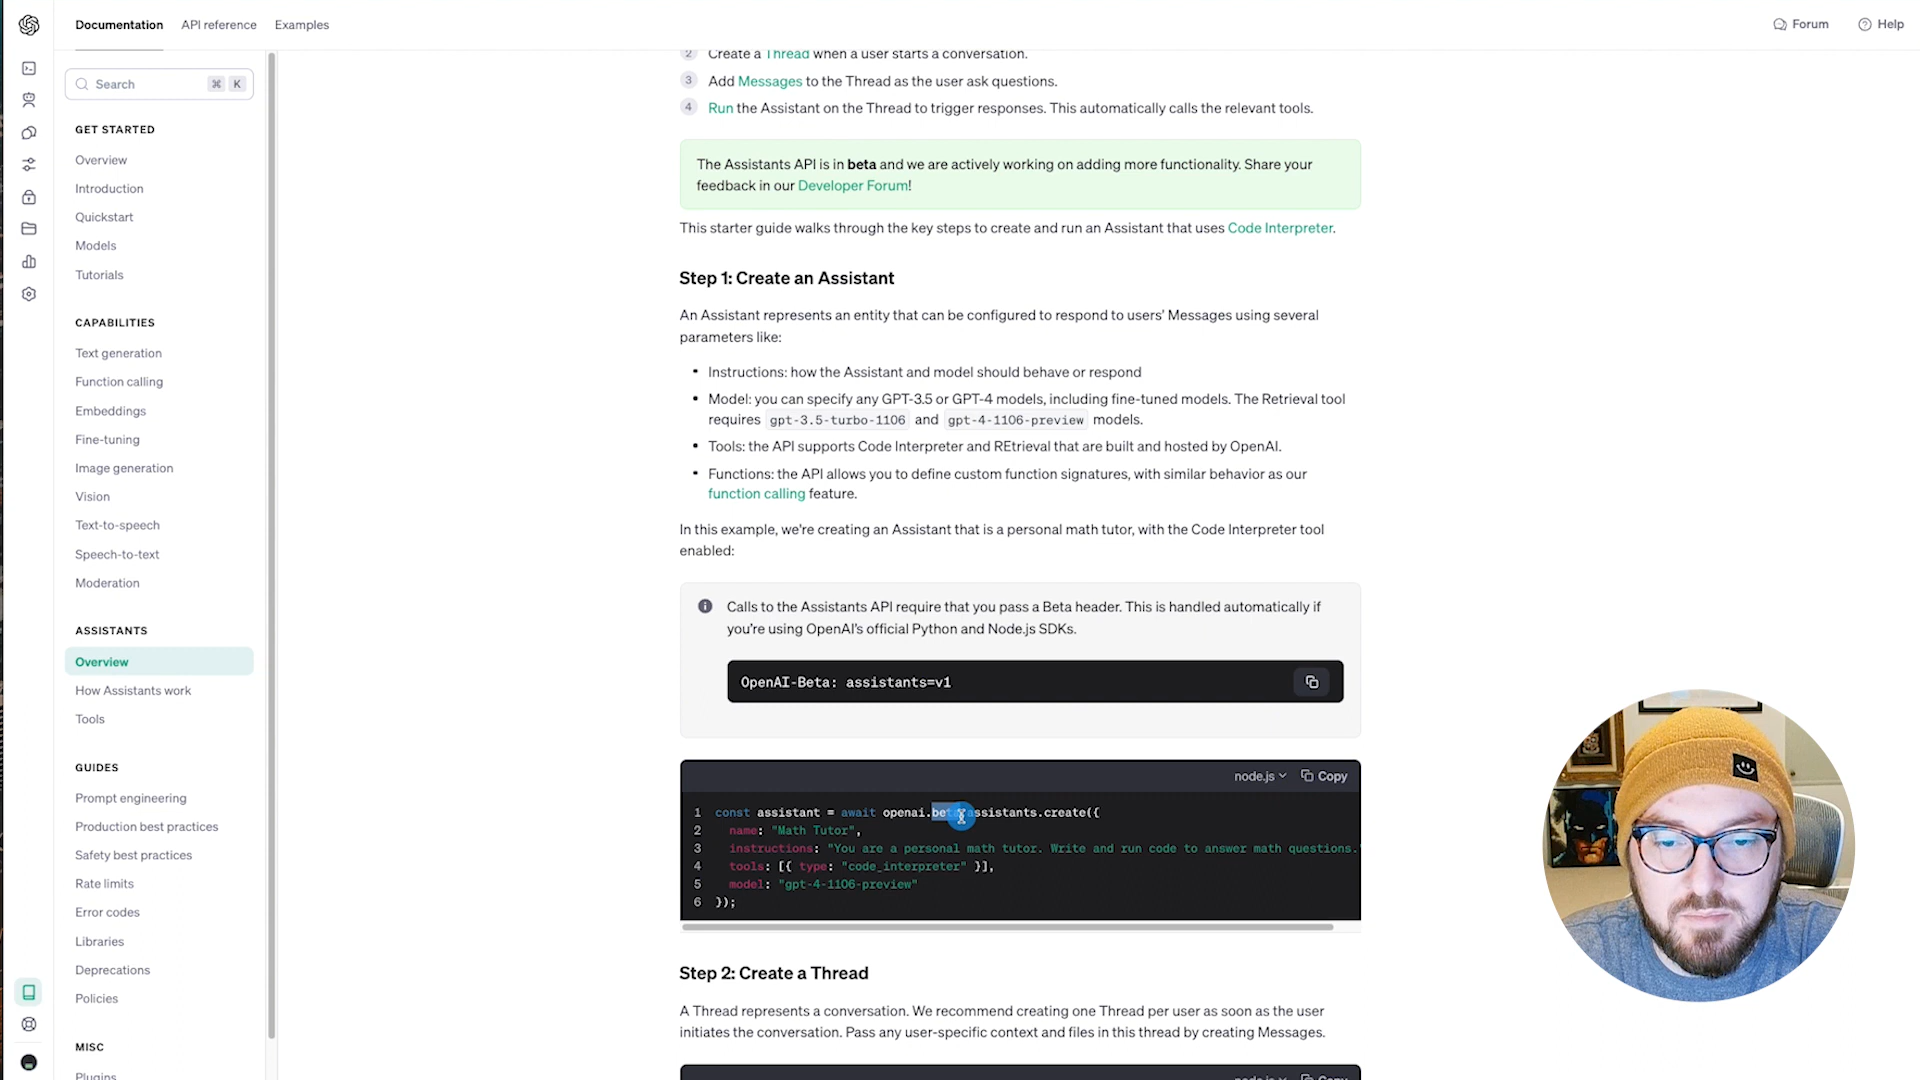 Documentation
API reference
Examples
Forum
Help
Search
⌘ K
GET STARTED
Overview
Introduction
Quickstart
Models
Tutorials
CAPABILITIES
Text generation
Function calling
Embeddings
Fine-tuning
Image generation
Vision
Text-to-speech
Speech-to-text
Moderation
ASSISTANTS
Overview
How Assistants work
Tools
GUIDES
Prompt engineering
Production best practices
Safety best practices
Rate limits
Error codes
Libraries
Deprecations
Policies
MISC
Plugins
2 Create a Thread when a user starts a conversation.
3 Add Messages to the Thread as the user ask questions.
4 Run the Assistant on the Thread to trigger responses. This automatically calls the relevant tools.
The Assistants API is in beta and we are actively working on adding more functionality. Share your
feedback in our Developer Forum!
This starter guide walks through the key steps to create and run an Assistant that uses Code Interpreter.
Step 1: Create an Assistant
An Assistant represents an entity that can be configured to respond to users' Messages using several
parameters like:
• Instructions: how the Assistant and model should behave or respond
• Model: you can specify any GPT-3.5 or GPT-4 models, including fine-tuned models. The Retrieval tool
requires gpt-3.5-turbo-1106 and gpt-4-1106-preview models.
• Tools: the API supports Code Interpreter and REtrieval that are built and hosted by OpenAI.
• Functions: the API allows you to define custom function signatures, with similar behavior as our
function calling feature.
In this example, we're creating an Assistant that is a personal math tutor, with the Code Interpreter tool
enabled:
Calls to the Assistants API require that you pass a Beta header. This is handled automatically if
you're using OpenAI's official Python and Node.js SDKs.
OpenAI-Beta: assistants=v1
node.js Copy
1 const assistant = await openai.beta.assistants.create({
2 name: "Math Tutor",
3 instructions: "You are a personal math tutor. Write and run code to answer math questions."
4 tools: [{ type: "code_interpreter" }],
5 model: "gpt-4-1106-preview"
6 });
Step 2: Create a Thread
A Thread represents a conversation. We recommend creating one Thread per user as soon as the user
initiates the conversation. Pass any user-specific context and files in this thread by creating Messages.
node.js Copy